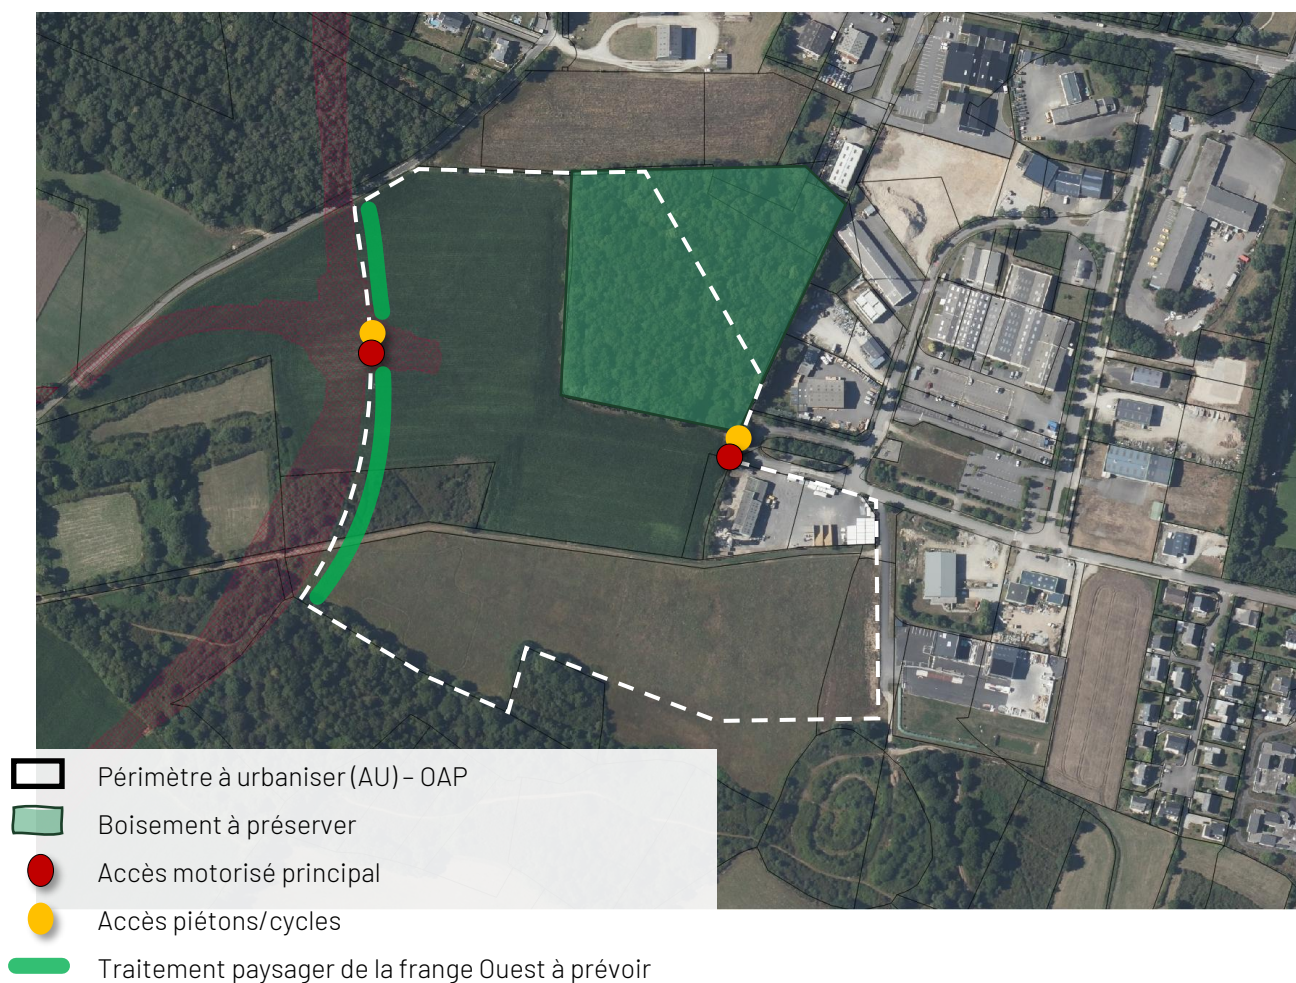 Périmètre à urbaniser (AU) – OAP
Boisement à préserver
Accès motorisé principal
Accès piétons/cycles
Traitement paysager de la frange Ouest à prévoir